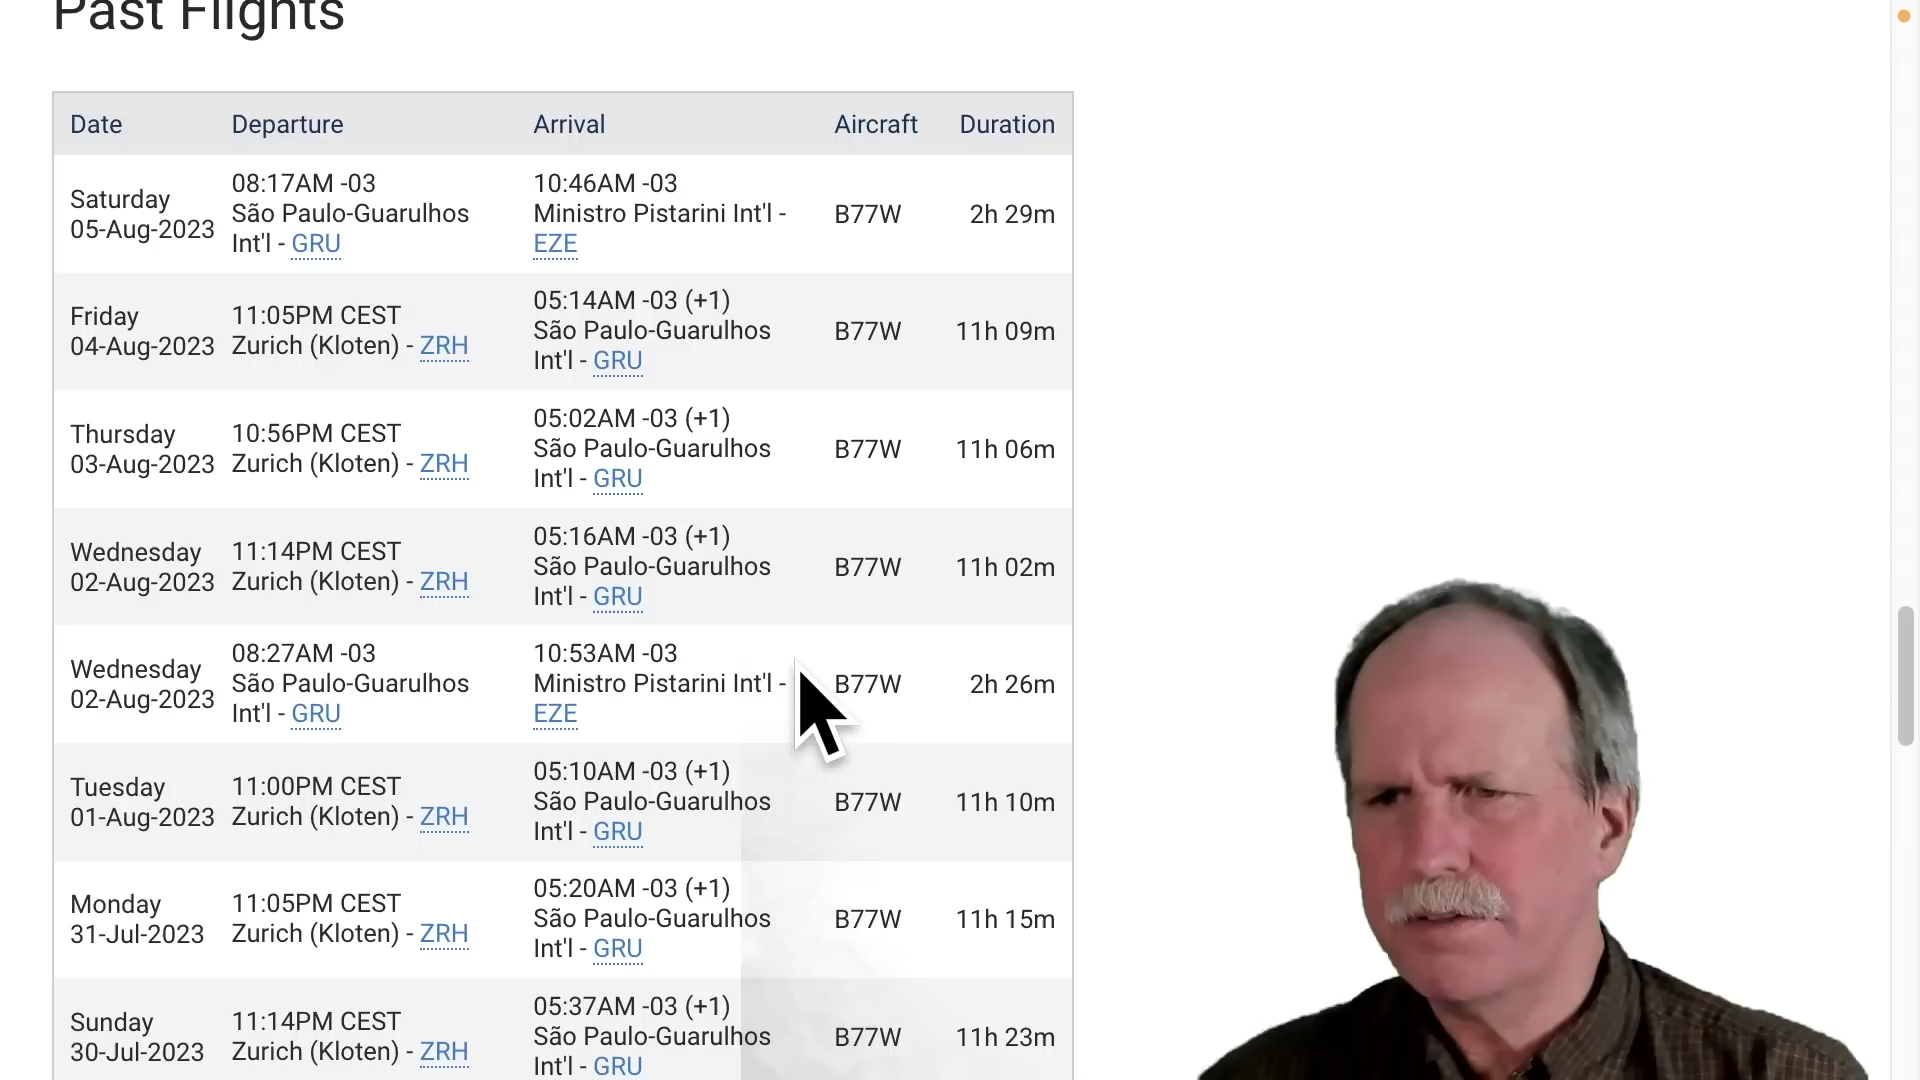 Past Flights
Date Departure Arrival Aircraft Duration
Saturday
05-Aug-2023
08:17AM -03
São Paulo-Guarulhos
Int'l - GRU
10:46AM -03
Ministro Pistarini Int'l -
EZE
B77W
2h 29m
Friday
04-Aug-2023
11:05PM CEST
Zurich (Kloten) - ZRH
05:14AM -03 (+1)
São Paulo-Guarulhos
Int'l - GRU
B77W
11h 09m
Thursday
03-Aug-2023
10:56PM CEST
Zurich (Kloten) - ZRH
05:02AM -03 (+1)
São Paulo-Guarulhos
Int'l - GRU
B77W
11h 06m
Wednesday
02-Aug-2023
11:14PM CEST
Zurich (Kloten) - ZRH
05:16AM -03 (+1)
São Paulo-Guarulhos
Int'l - GRU
B77W
11h 02m
Wednesday
02-Aug-2023
08:27AM -03
São Paulo-Guarulhos
Int'l - GRU
10:53AM -03
Ministro Pistarini Int'l -
EZE
B77W
2h 26m
Tuesday
01-Aug-2023
11:00PM CEST
Zurich (Kloten) - ZRH
05:10AM -03 (+1)
São Paulo-Guarulhos
Int'l - GRU
B77W
11h 10m
Monday
31-Jul-2023
11:05PM CEST
Zurich (Kloten) - ZRH
05:20AM -03 (+1)
São Paulo-Guarulhos
Int'l - GRU
B77W
11h 15m
Sunday
30-Jul-2023
11:14PM CEST
Zurich (Kloten) - ZRH
05:37AM -03 (+1)
São Paulo-Guarulhos
Int'l - GRU
B77W
11h 23m